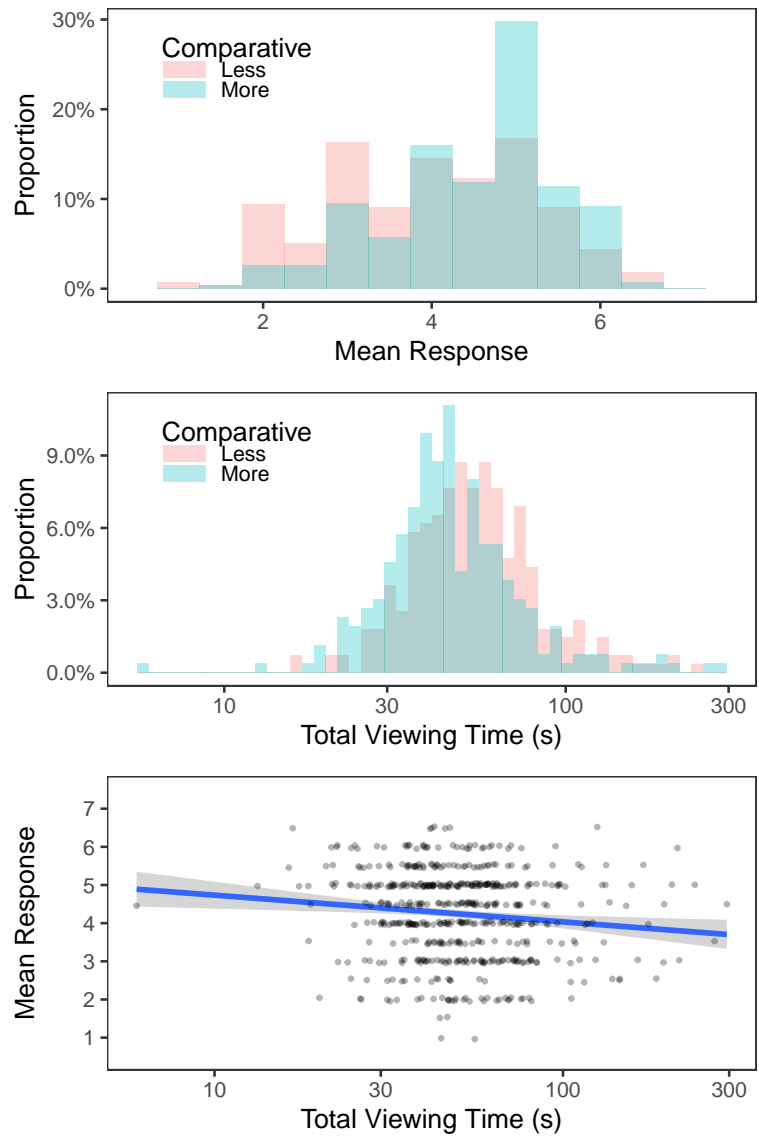 30%
20%
10%
0%
Proportion
Comparative
Less
More
2
4
6
Mean Response
9.0%
6.0%
3.0%
0.0%
Proportion
Comparative
Less
More
10
30
100
300
Total Viewing Time (s)
7
6
5
4
3
2
1
Mean Response
10
30
100
300
Total Viewing Time (s)